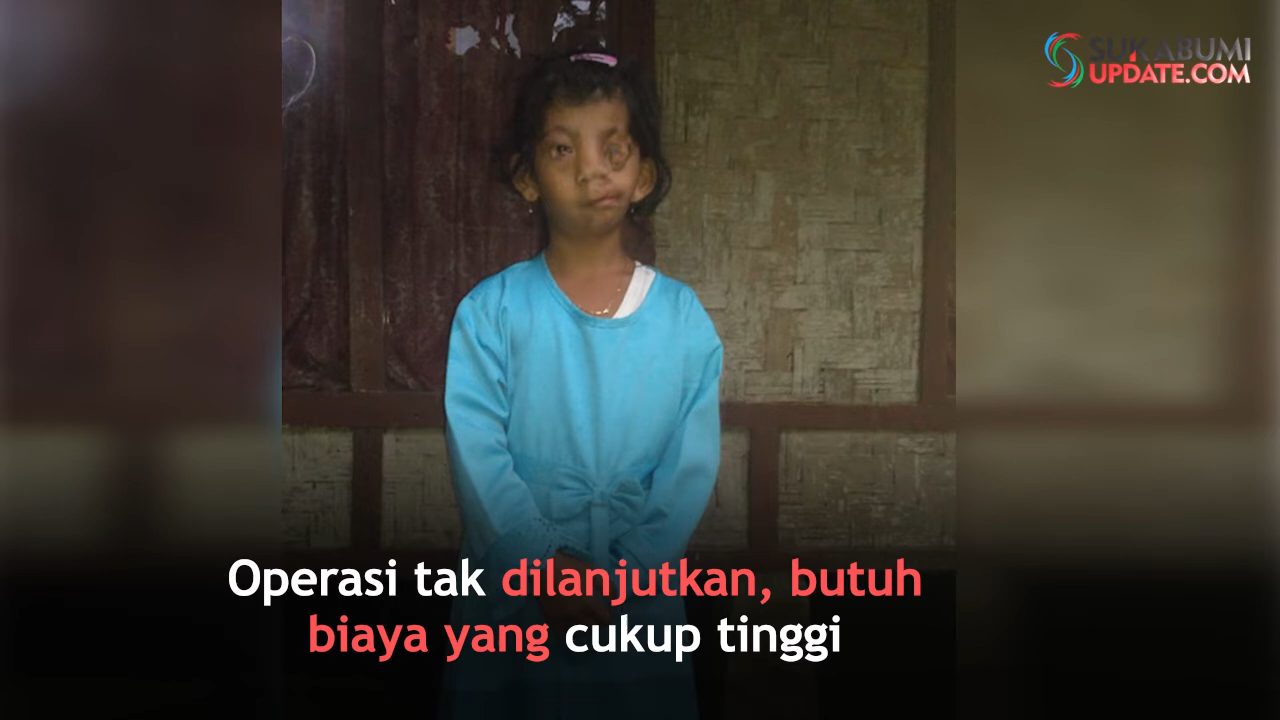 SUKABUMI
UPDATE.COM
Operasi tak dilanjutkan, butuh
biaya yang cukup tinggi